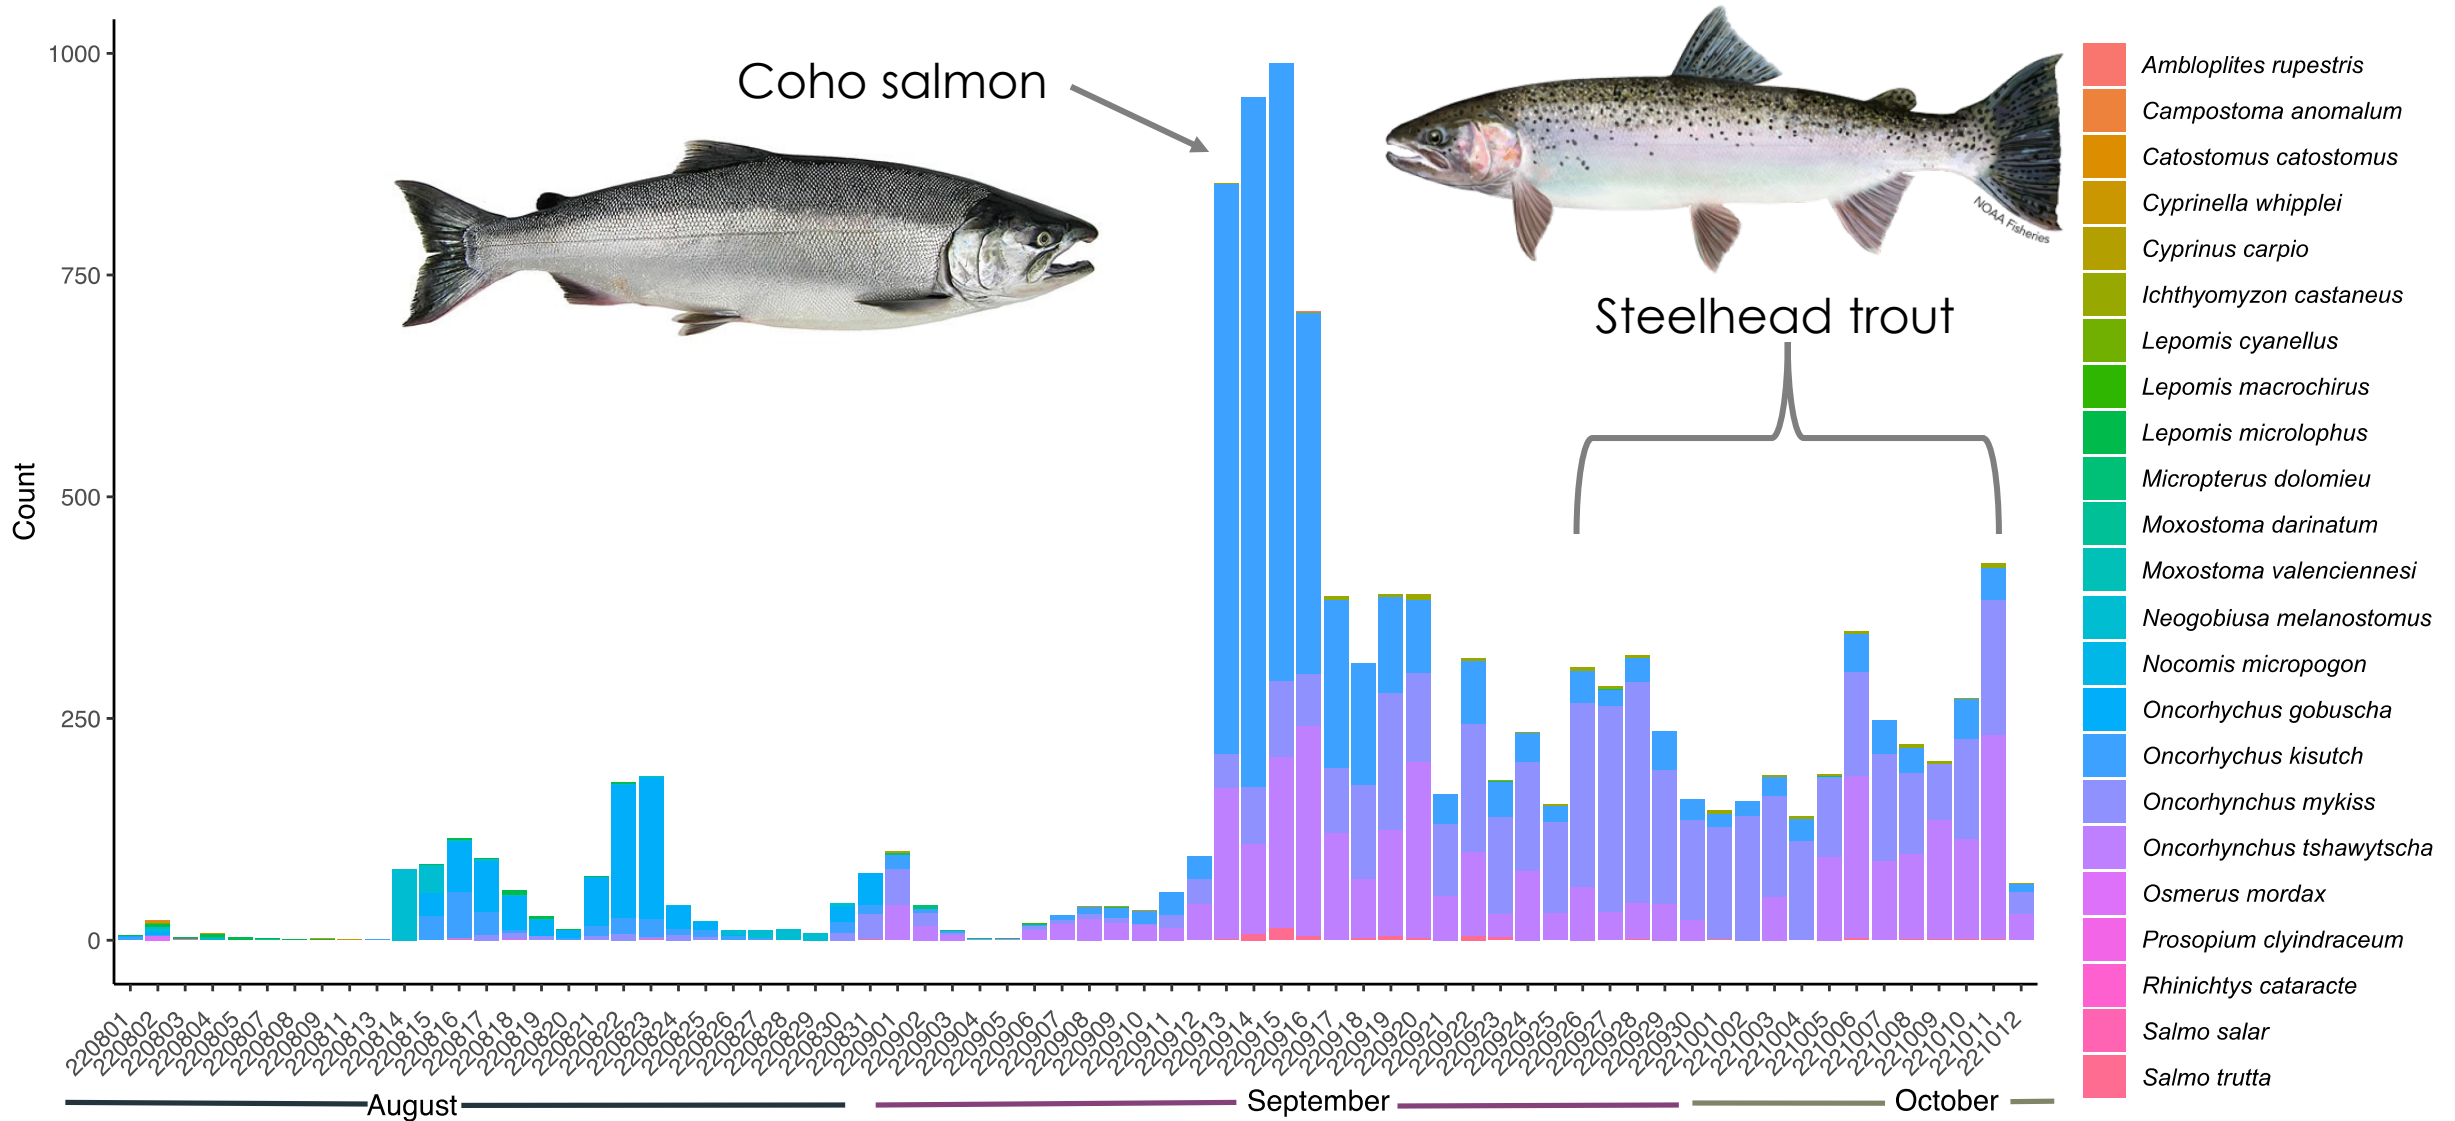 1000
750
500
250
0
Count
Coho salmon
Steelhead trout
NOAA Fisheries
Ambloplites rupestris
Campostoma anomalum
Catostomus catostomus
Cyprinella whipplei
Cyprinus carpio
Ichthyomyzon castaneus
Lepomis cyanellus
Lepomis macrochirus
Lepomis microlophus
Micropterus dolomieu
Moxostoma darinatum
Moxostoma valenciennesi
Neogobiusa melanostomus
Nocomis micropogon
Oncorhychus gobuscha
Oncorhychus kisutch
Oncorhynchus mykiss
Oncorhynchus tshawytscha
Osmerus mordax
Prosopium clyindraceum
Rhinichtys cataracte
Salmo salar
Salmo trutta
220801
220802
220803
220804
220805
220807
220808
220809
220811
220813
220814
220815
220816
220817
220818
220819
220820
220821
220822
220823
220824
220825
220826
220827
220828
220829
220830
220831
220901
220902
220903
220904
220905
220906
220907
220908
220909
220910
220911
220912
220913
220914
220915
220916
220917
220918
220919
220920
220921
220922
220923
220924
220925
220926
220927
220928
220929
220930
221001
221002
221003
221004
221005
221006
221007
221008
221009
221010
221011
221012
August
September
October